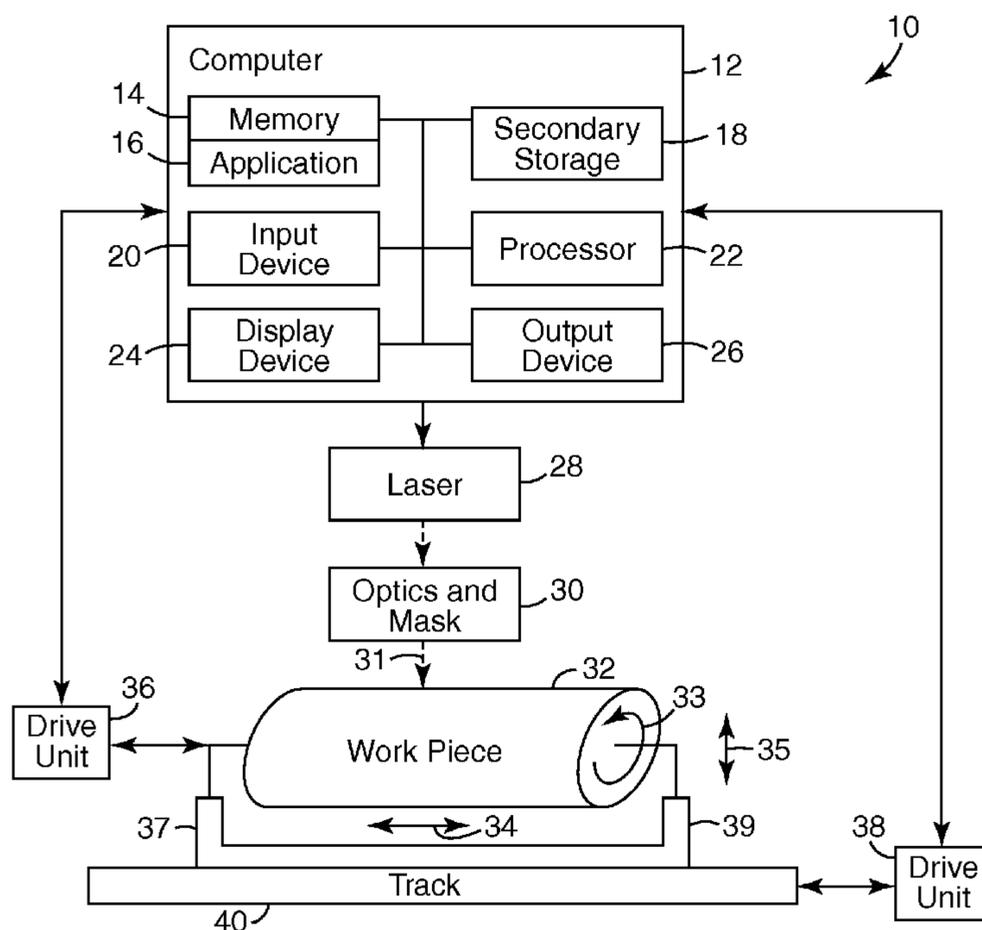 10
Computer
12
14
Memory
16
Application
Secondary
Storage
18
20
Input
Device
Processor
22
24
Display
Device
Output
Device
26
Laser
28
Optics and
Mask
30
31
32
36
Drive
Unit
Work Piece
33
35
34
37
39
38
Drive
Unit
Track
40